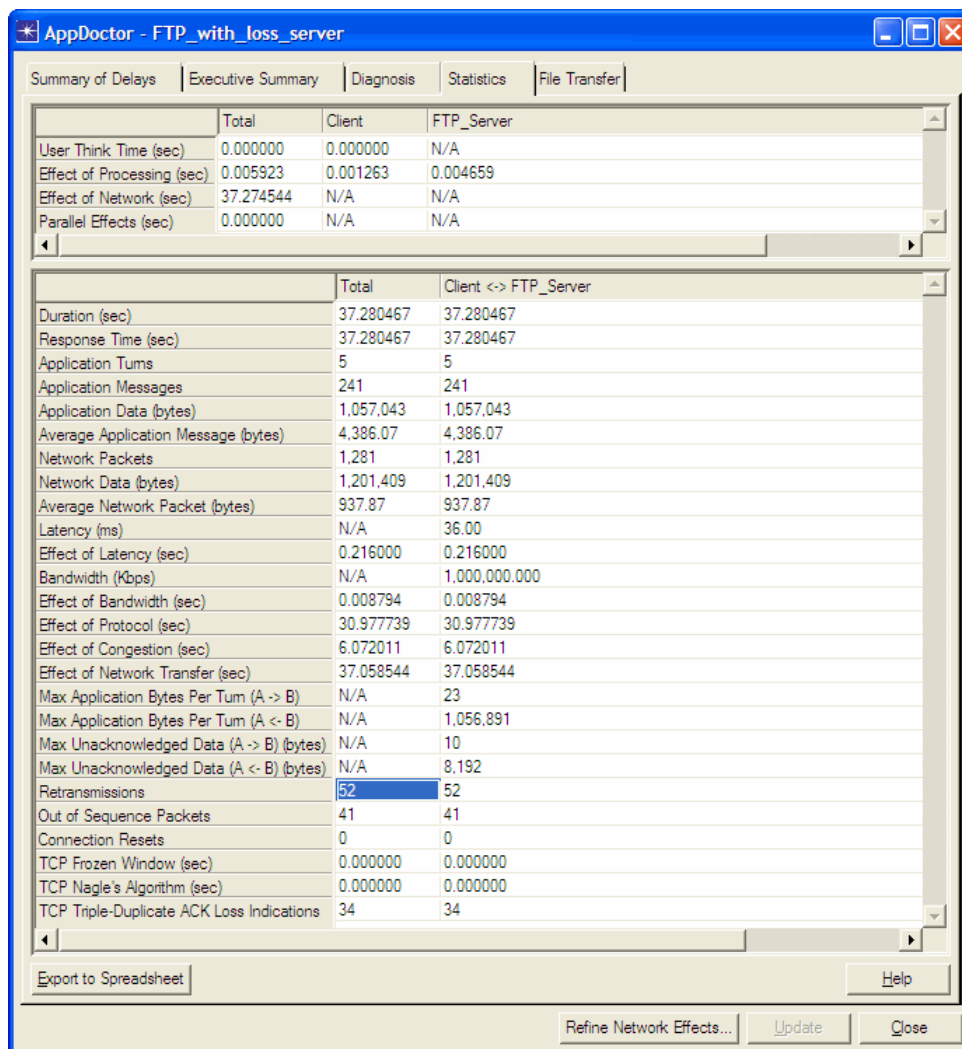 AppDoctor - FTP_with_loss_server
Summary of Delays Executive Summary Diagnosis Statistics File Transfer
Total Client FTP_Server
User Think Time (sec) 0.000000 0.000000 N/A
Effect of Processing (sec) 0.005923 0.001263 0.004659
Effect of Network (sec) 37.274544 N/A N/A
Parallel Effects (sec) 0.000000 N/A N/A
Total Client <-> FTP_Server
Duration (sec) 37.280467 37.280467
Response Time (sec) 37.280467 37.280467
Application Turns 5 5
Application Messages 241 241
Application Data (bytes) 1,057,043 1,057,043
Average Application Message (bytes) 4,386.07 4,386.07
Network Packets 1,281 1,281
Network Data (bytes) 1,201,409 1,201,409
Average Network Packet (bytes) 937.87 937.87
Latency (ms) N/A 36.00
Effect of Latency (sec) 0.216000 0.216000
Bandwidth (Kbps) N/A 1,000,000.000
Effect of Bandwidth (sec) 0.008794 0.008794
Effect of Protocol (sec) 30.977739 30.977739
Effect of Congestion (sec) 6.072011 6.072011
Effect of Network Transfer (sec) 37.058544 37.058544
Max Application Bytes Per Turn (A -> B) N/A 23
Max Application Bytes Per Turn (A <- B) N/A 1,056,891
Max Unacknowledged Data (A -> B) (bytes) N/A 10
Max Unacknowledged Data (A <- B) (bytes) N/A 8,192
Retransmissions 52 52
Out of Sequence Packets 41 41
Connection Resets 0 0
TCP Frozen Window (sec) 0.000000 0.000000
TCP Nagle's Algorithm (sec) 0.000000 0.000000
TCP Triple-Duplicate ACK Loss Indications 34 34
Export to Spreadsheet Help
Refine Network Effects... Update Close